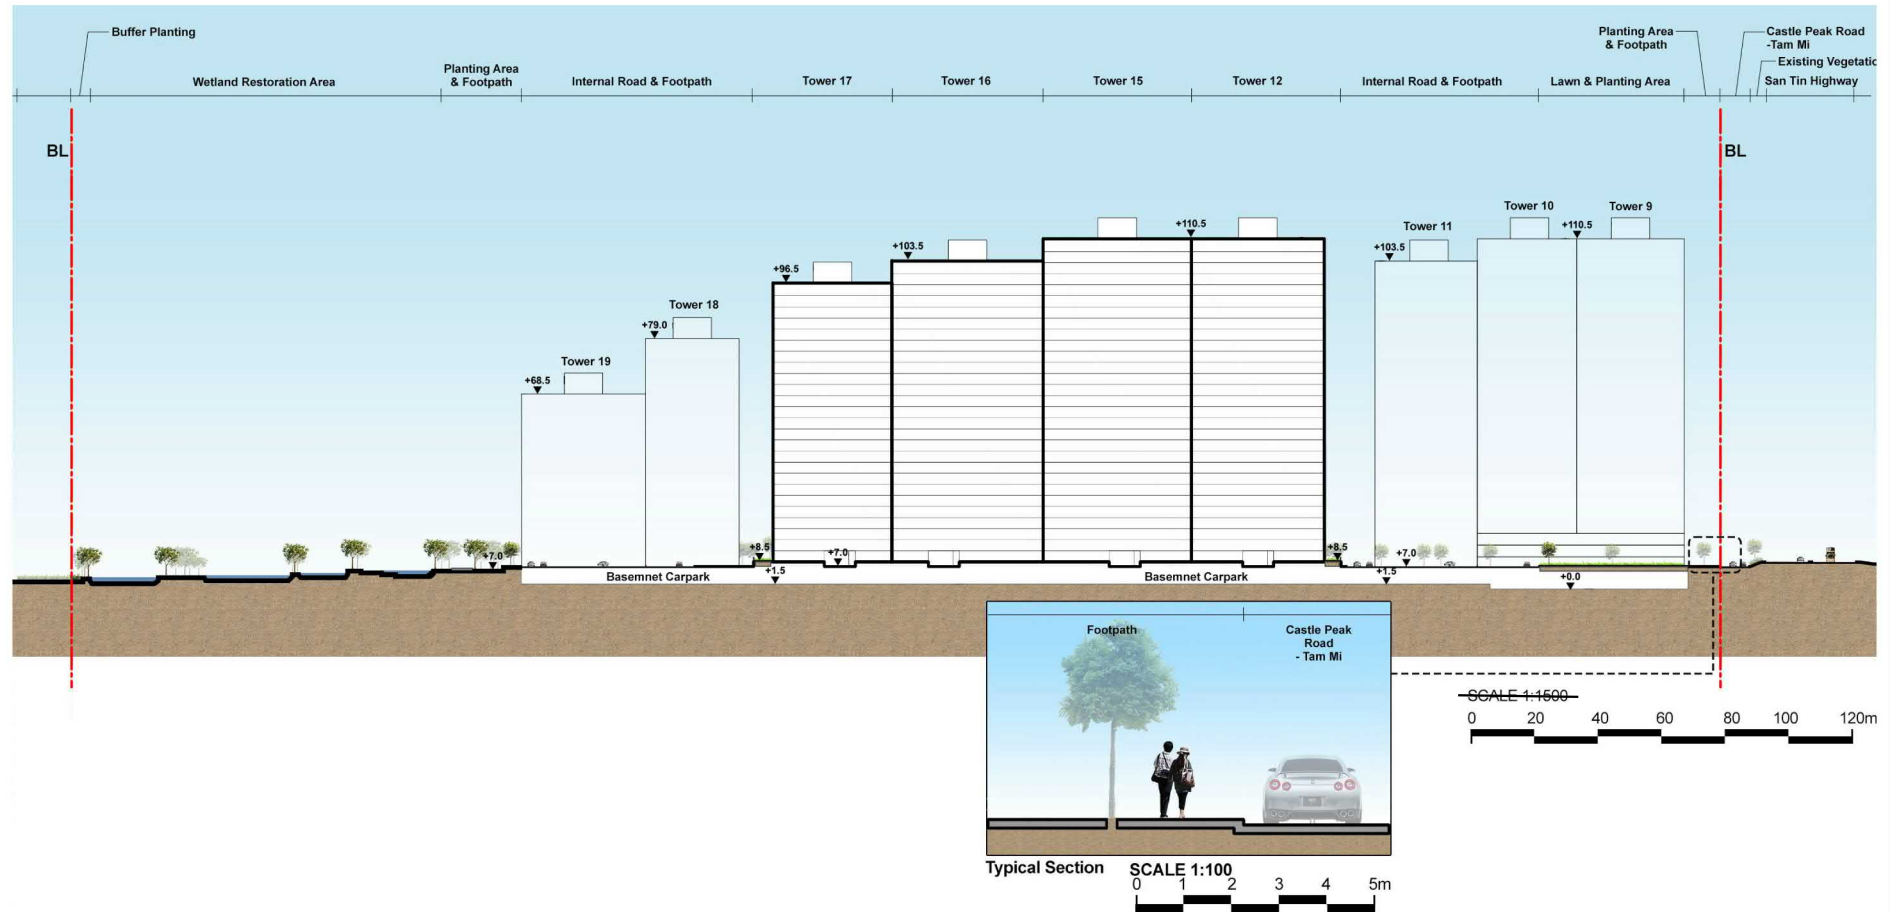 Buffer Planting
Planting Area
& Footpath
Castle Peak Road
-Tam Mi
Existing Vegetatio
Wetland Restoration Area
Planting Area
& Footpath
Internal Road & Footpath
Tower 17
Tower 16
Tower 15
Tower 12
Internal Road & Footpath
Lawn & Planting Area
San Tin Highway
BL
BL
Tower 10
Tower 9
Tower 11
+110.5
+110.5
+103.5
+103.5
+96.5
Tower 18
+79.0
Tower 19
+68.5
+7.0
+8.5
+7.0
+8.5
+7.0
Basemnet Carpark
+1.5
Basemnet Carpark
+1.5
+0.0
Footpath
Castle Peak
Road
- Tam Mi
SCALE 1:1500
0 20 40 60 80 100 120m
Typical Section SCALE 1:100
0 1 2 3 4 5m